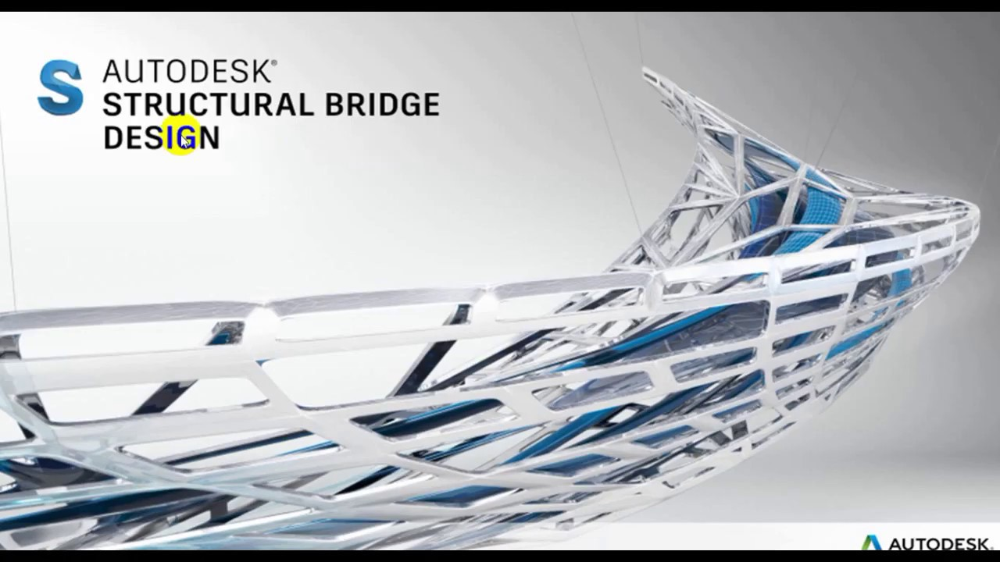 S
AUTODESK®
STRUCTURAL BRIDGE
DESIGN
AUTODESK.